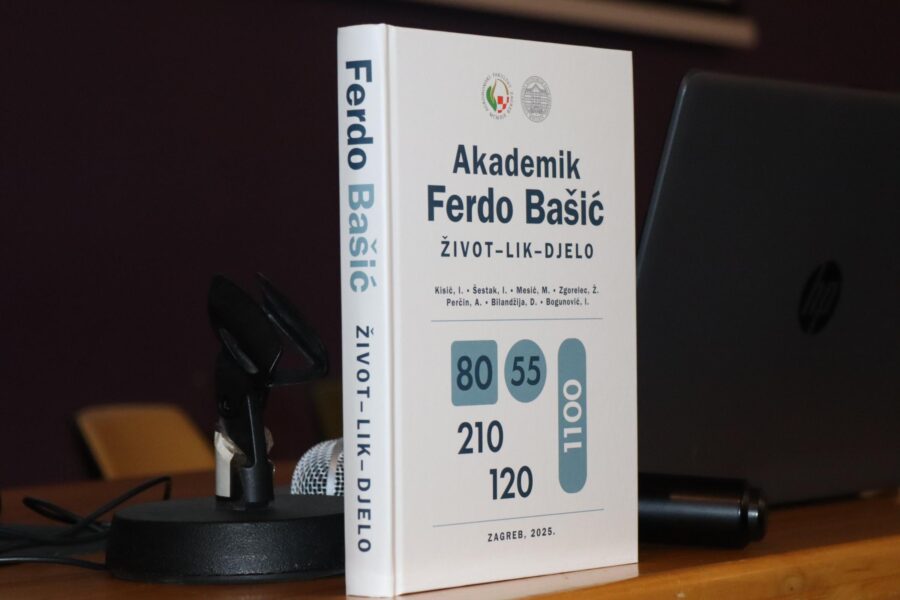 Ferdo Bašić
ŽIVOT–LIK–DJELO
Akademik
Ferdo Bašić
ŽIVOT–LIK–DJELO
Kisić, I. • Šestak, I. • Mesić, M. • Zgorelec, Ž.
Perčin, A. • Bilandžija, D. • Bogunović, I.
80
55
1100
210
120
ZAGREB, 2025.
hp